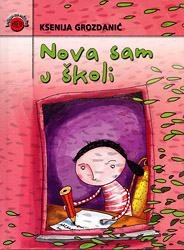 KSENIJA GROZDANIĆ
Nova sam
u školi